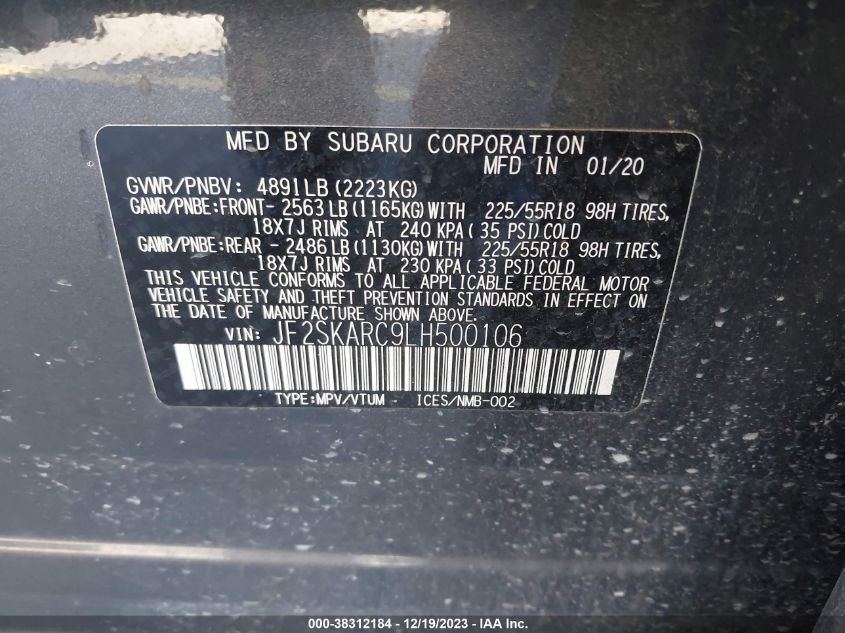 MFD BY SUBARU CORPORATION
MFD IN 01/20
GVWR/PNBV: 4891LB (2223KG)
GAWR/PNBE:FRONT- 2563LB (1165KG)WITH 225/55R18 98H TIRES,
18X7J RIMS AT 240 KPA (35 PSI)COLD
GAWR/PNBE:REAR - 2486LB (1130KG)WITH 225/55R18 98H TIRES,
18X7J RIMS AT 230 KPA (33 PSI)COLD
THIS VEHICLE CONFORMS TO ALL APPLICABLE FEDERAL MOTOR
VEHICLE SAFETY AND THEFT PREVENTION STANDARDS IN EFFECT ON
THE DATE OF MANUFACTURE SHOWN ABOVE.
VIN: JF2SKARC9LH500106
TYPE:MPV/VTUM ICES/NMB-002
000-38312184 - 12/19/2023 - IAA Inc.